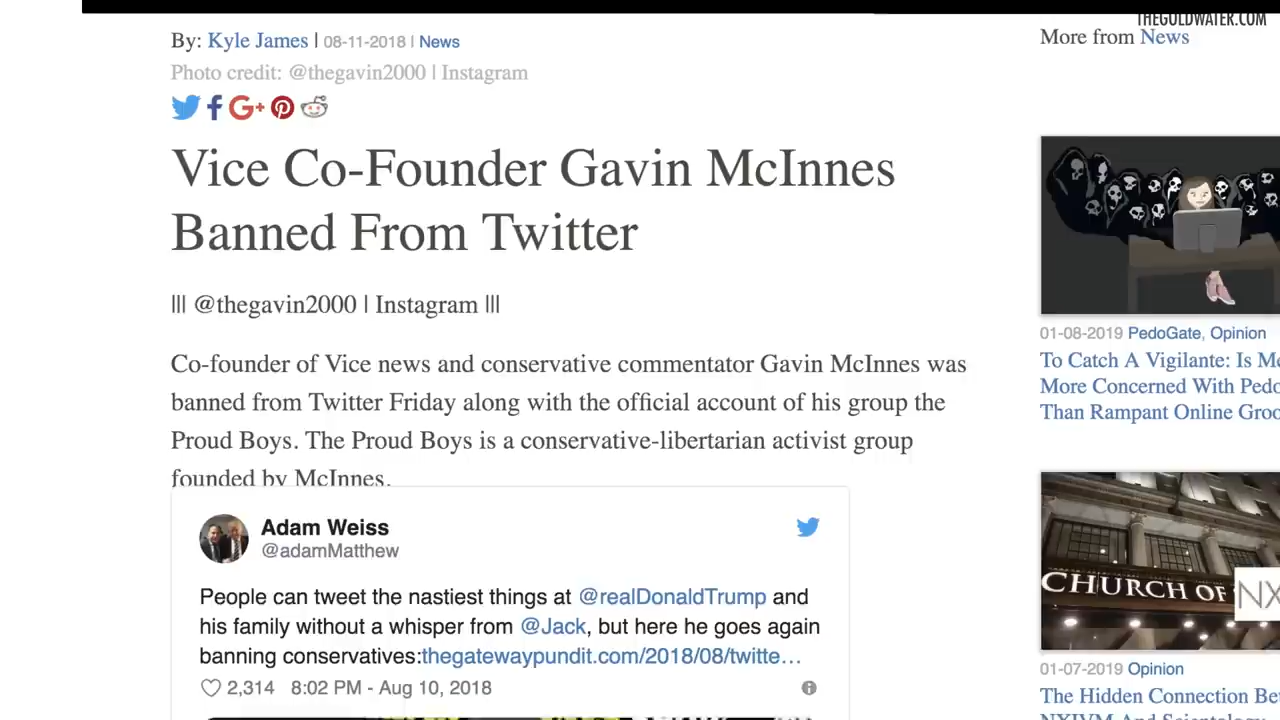 THEGOLDWATER.COM
By: Kyle James | 08-11-2018 | News
Photo credit: @thegavin2000 | Instagram
Vice Co-Founder Gavin McInnes
Banned From Twitter
||| @thegavin2000 | Instagram |||
Co-founder of Vice news and conservative commentator Gavin McInnes was
banned from Twitter Friday along with the official account of his group the
Proud Boys. The Proud Boys is a conservative-libertarian activist group
founded by McInnes.
Adam Weiss
@adamMatthew
People can tweet the nastiest things at @realDonaldTrump and
his family without a whisper from @Jack, but here he goes again
banning conservatives:thegatewaypundit.com/2018/08/twitte…
2,314 8:02 PM - Aug 10, 2018
More from News
01-08-2019 PedoGate, Opinion
To Catch A Vigilante: Is
More Concerned With
Than Rampant Online
CHURCH OF
NX
01-07-2019 Opinion
The Hidden Connection
NXIVM And Scientology